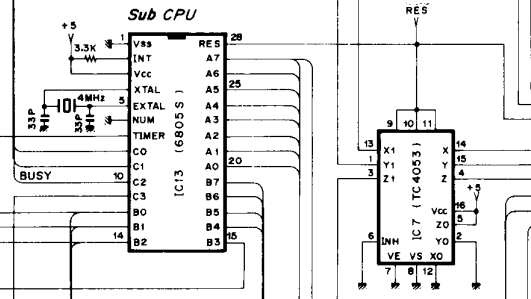 Sub CPU
RES
+5
3.3K
1 Vss RES 28
INT A7
Vcc A6
XTAL A5 25
4MHz
5 EXTAL A4
33P 33P
NUM A3
TIMER A2
C0 A1
C1 A0 20
BUSY 10 C2 B7
C3 B6
B0 B5
B1 B4
14 B2 B3 15
IC13 (6805S)
9 10 11
13 X1 X 14
1 Y1 Y 15
3 Z1 Z 4
+5
Vcc 16
Z0 5
6 INH Y0 2
VE VS X0
7 8 12
IC7 (TC4053)